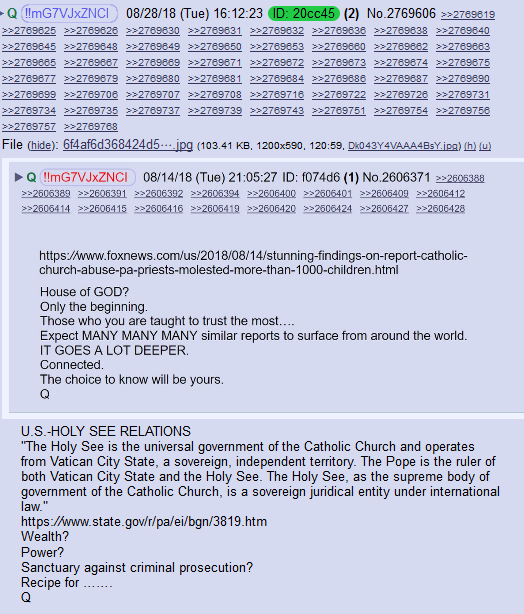 Q !!mG7VJxZNCI 08/28/18 (Tue) 16:12:23 ID: 20cc45 (2) No.2769606 >>2769619
>>2769625 >>2769626 >>2769630 >>2769631 >>2769632 >>2769636 >>2769638 >>2769640
>>2769645 >>2769648 >>2769649 >>2769650 >>2769653 >>2769660 >>2769662 >>2769663
>>2769665 >>2769667 >>2769669 >>2769671 >>2769672 >>2769673 >>2769674 >>2769675
>>2769677 >>2769679 >>2769680 >>2769681 >>2769684 >>2769686 >>2769687 >>2769690
>>2769699 >>2769706 >>2769707 >>2769708 >>2769716 >>2769722 >>2769726 >>2769731
>>2769734 >>2769735 >>2769737 >>2769739 >>2769743 >>2769751 >>2769754 >>2769756
>>2769757 >>2769768
File (hide): 6f4af6d368424d5⋯.jpg (103.41 KB, 1200x590, 120:59, Dk043Y4VAAA4BsY.jpg) (h) (u)
▶ Q !!mG7VJxZNCI 08/14/18 (Tue) 21:05:27 ID: f074d6 (1) No.2606371 >>2606388
>>2606389 >>2606391 >>2606392 >>2606394 >>2606400 >>2606401 >>2606409 >>2606412
>>2606414 >>2606415 >>2606416 >>2606419 >>2606420 >>2606424 >>2606427 >>2606428
https://www.foxnews.com/us/2018/08/14/stunning-findings-on-report-catholic-
church-abuse-pa-priests-molested-more-than-1000-children.html
House of GOD?
Only the beginning.
Those who you are taught to trust the most….
Expect MANY MANY MANY similar reports to surface from around the world.
IT GOES A LOT DEEPER.
Connected.
The choice to know will be yours.
Q
U.S.-HOLY SEE RELATIONS
"The Holy See is the universal government of the Catholic Church and operates
from Vatican City State, a sovereign, independent territory. The Pope is the ruler of
both Vatican City State and the Holy See. The Holy See, as the supreme body of
government of the Catholic Church, is a sovereign juridical entity under international
law."
https://www.state.gov/r/pa/ei/bgn/3819.htm
Wealth?
Power?
Sanctuary against criminal prosecution?
Recipe for …….
Q